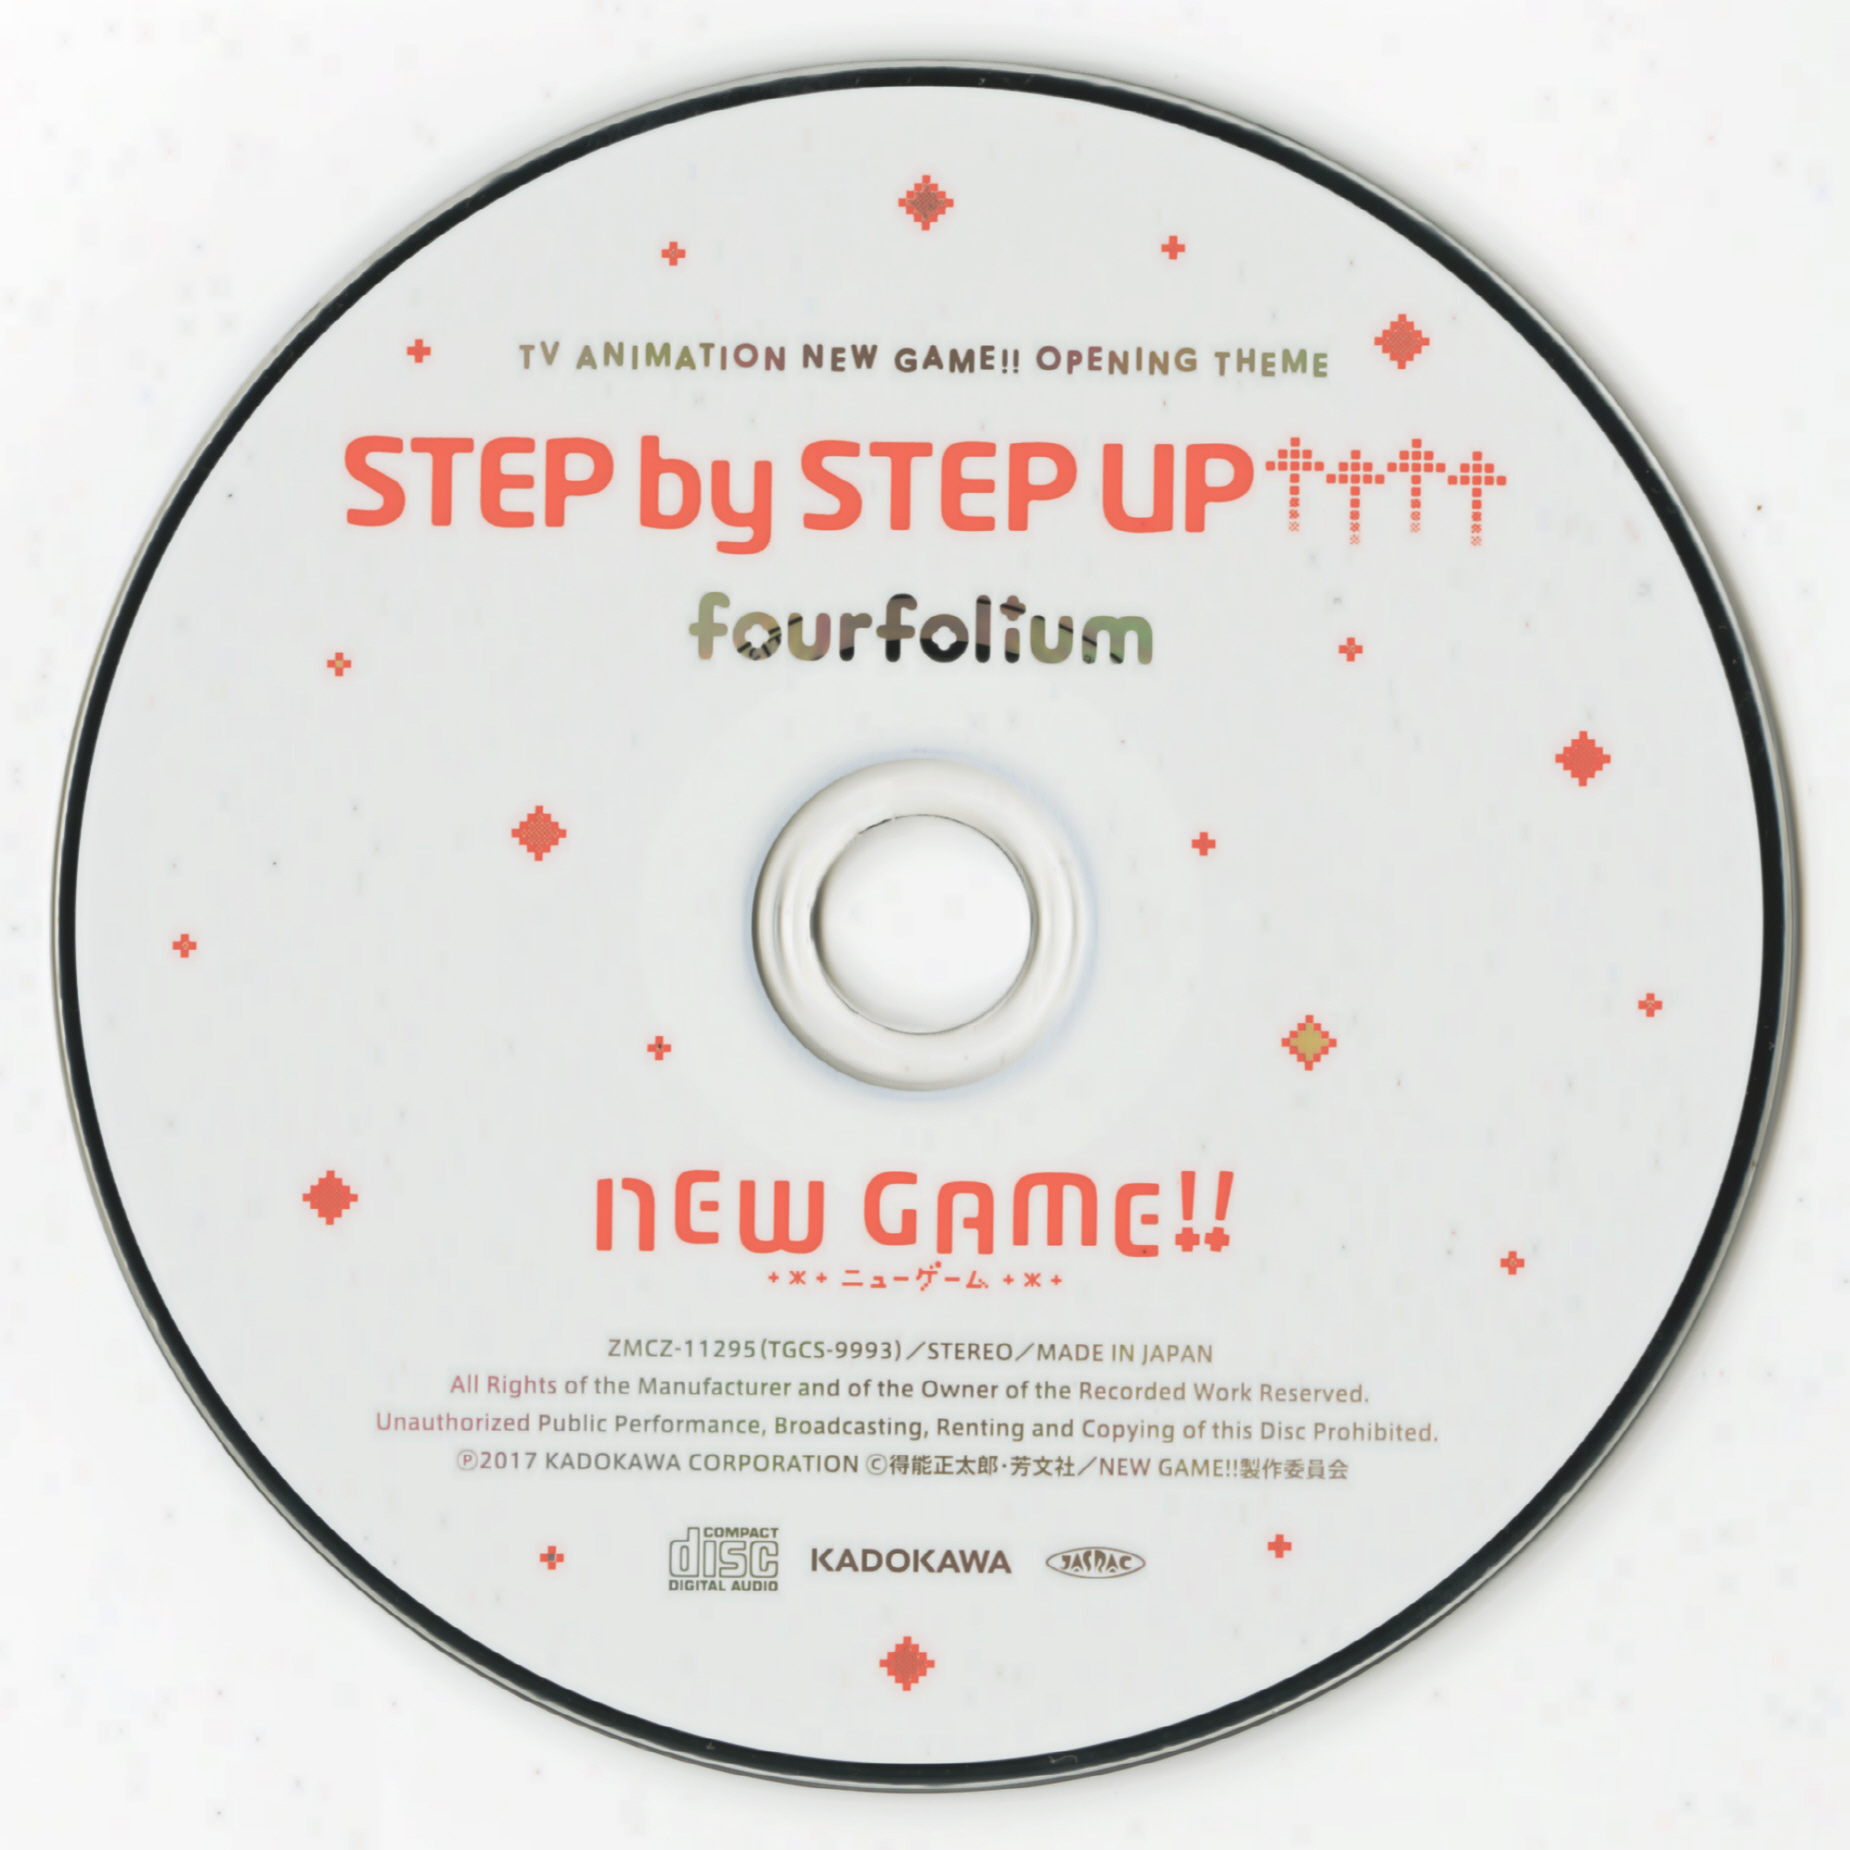 TV ANIMATION NEW GAME!! OPENING THEME
STEP by STEP UP↑↑↑↑
fourfolium
NEW GAME!!
ニューゲーム
ZMCZ-11295(TGCS-9993)／STEREO／MADE IN JAPAN
All Rights of the Manufacturer and of the Owner of the Recorded Work Reserved.
Unauthorized Public Performance, Broadcasting, Renting and Copying of this Disc Prohibited.
Ⓟ2017 KADOKAWA CORPORATION Ⓒ得能正太郎・芳文社／NEW GAME!!製作委員会
COMPACT disc DIGITAL AUDIO KADOKAWA JASRAC